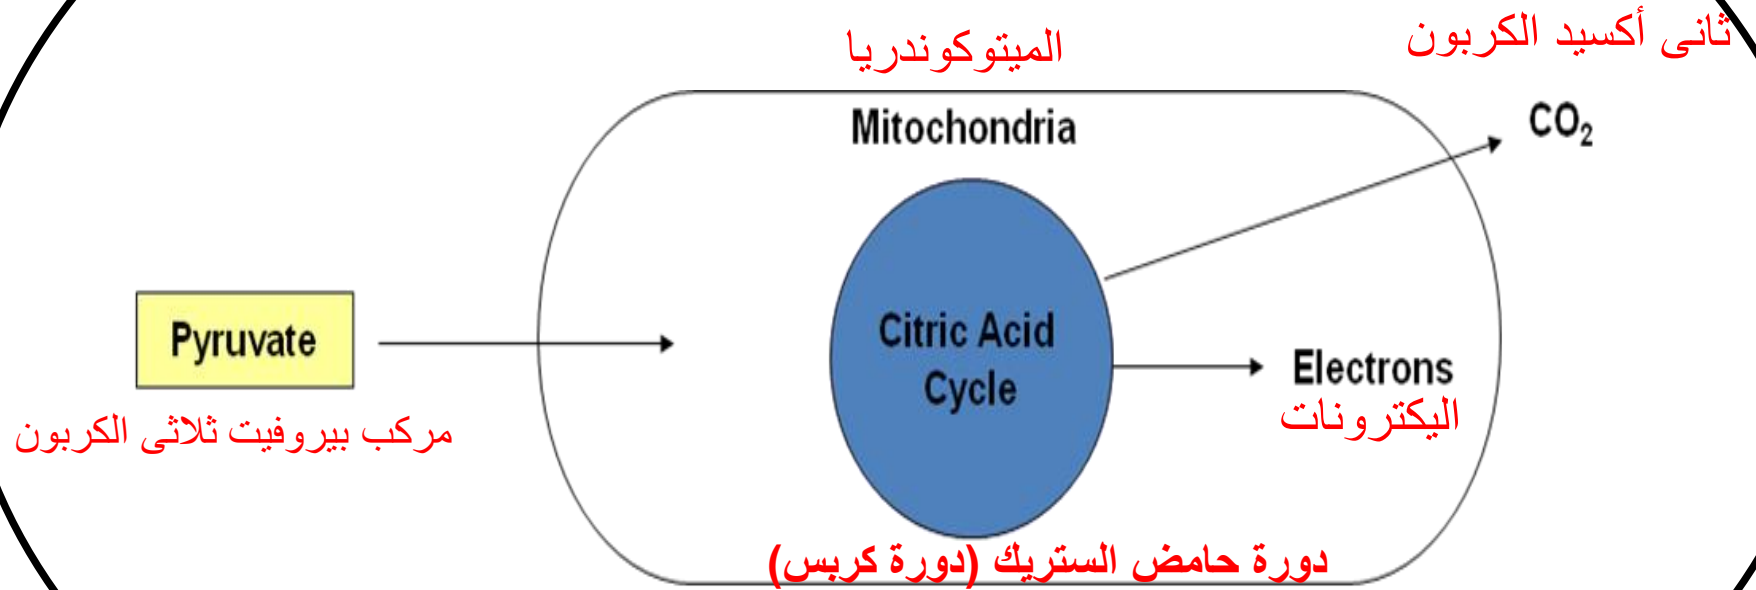 ثانى أكسيد الكربون
الميتوكوندريا
Mitochondria
CO₂
Pyruvate
مركب بيروفيت ثلاثى الكربون
Citric Acid
Cycle
Electrons
اليكترونات
دورة حامض الستريك (دورة كربس)